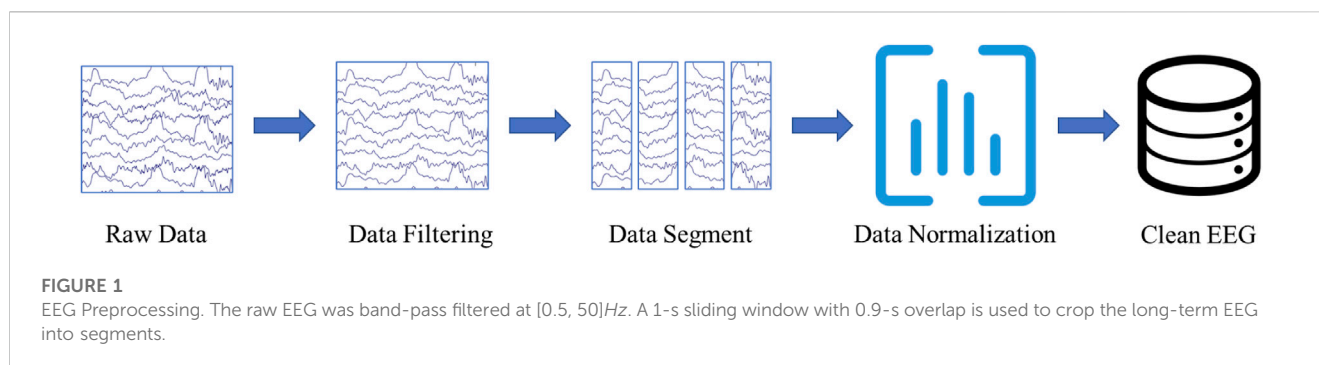 Raw Data
Data Filtering
Data Segment
Data Normalization
Clean EEG
FIGURE 1
EEG Preprocessing. The raw EEG was band-pass filtered at [0.5, 50]Hz. A 1-s sliding window with 0.9-s overlap is used to crop the long-term EEG
into segments.